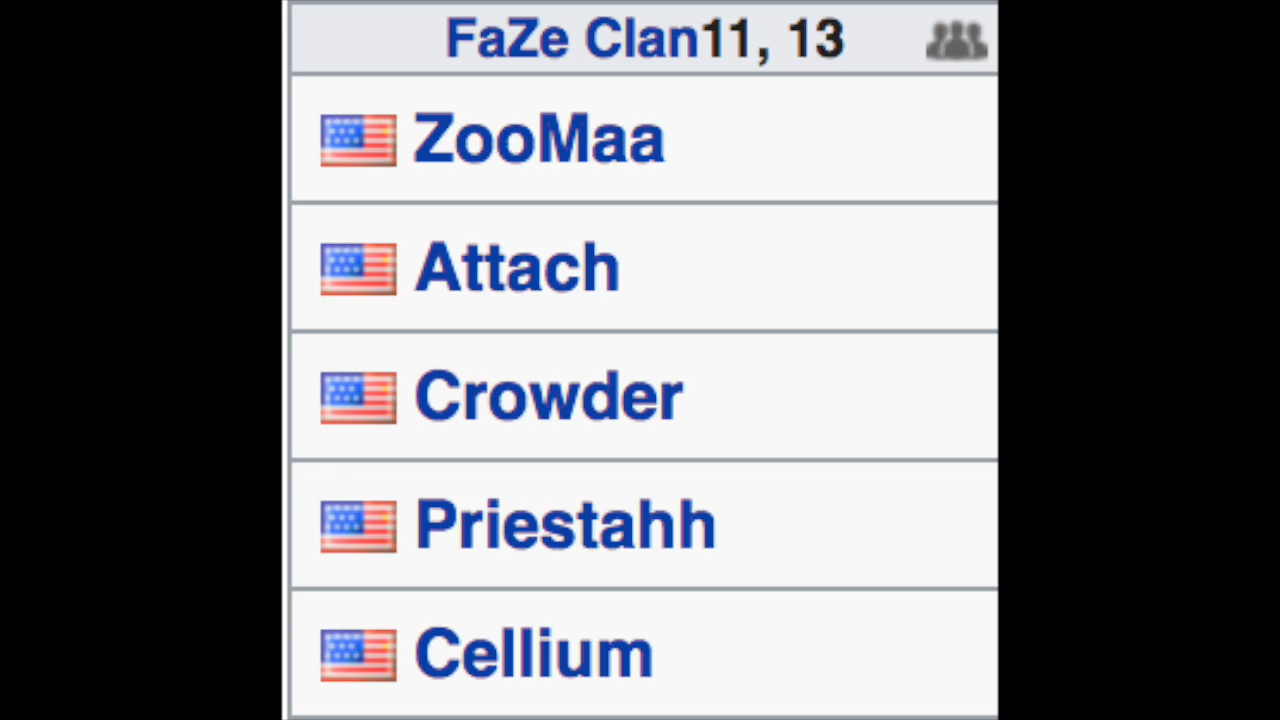 FaZe Clan11, 13
ZooMaa
Attach
Crowder
Priestahh
Cellium